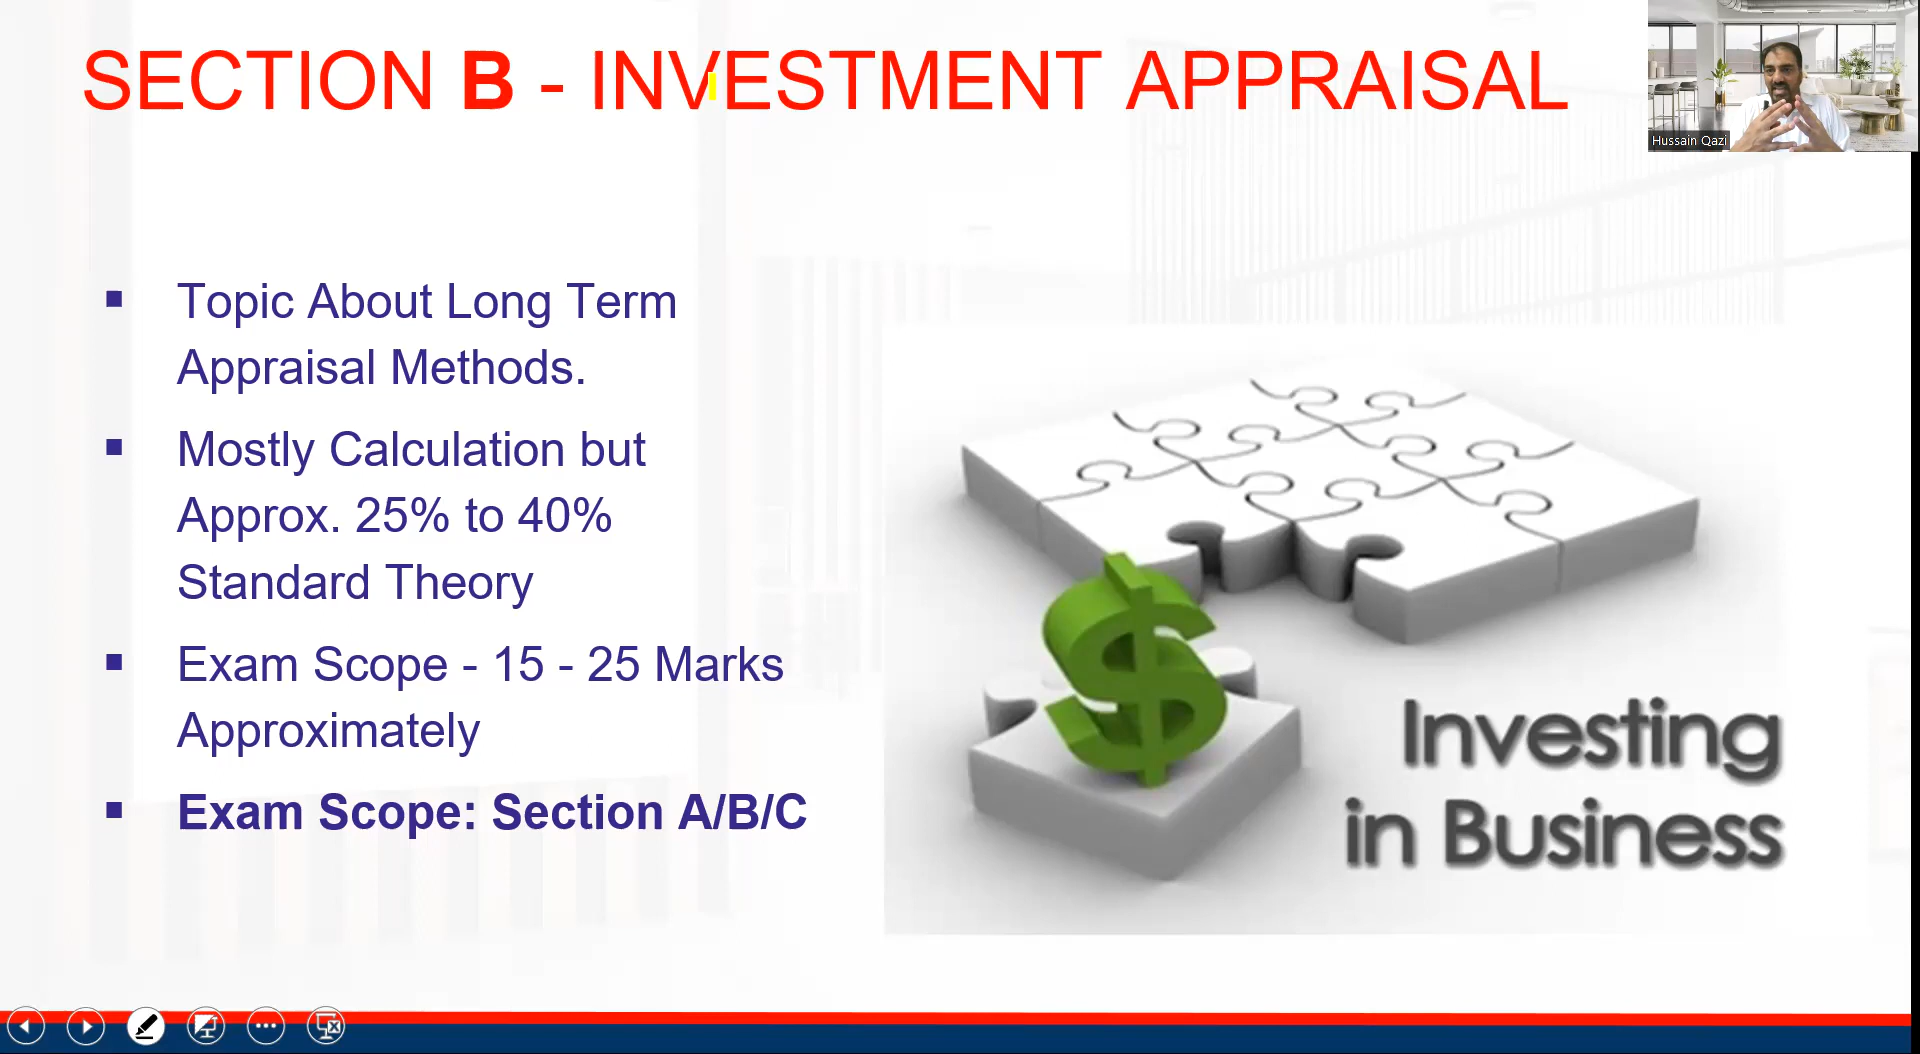 SECTION B - INVESTMENT APPRAISAL
Hussain Qazi
Topic About Long Term
Appraisal Methods.
Mostly Calculation but
Approx. 25% to 40%
Standard Theory
Exam Scope - 15 - 25 Marks
Approximately
Exam Scope: Section A/B/C
Investing
in Business